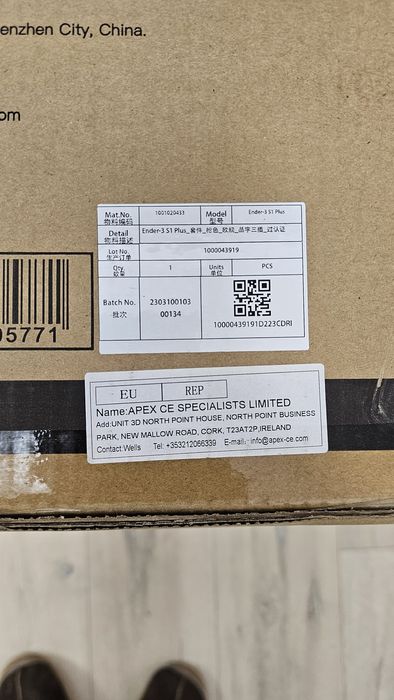 enzhen City, China.
om
Mat.No. 1001020433 Model Ender-3 S1 Plus
物料编码 型号
Detail Ender-3 S1 Plus_套件_拉色_欧规_品字三插_过认证
物料描述
Lot No. 1000043919
生产订单
Qty. 1 Units PCS
数量 单位
Batch No. 2303100103
批次 00134
10000439191D223CDRI
05771
EU REP
Name:APEX CE SPECIALISTS LIMITED
Add:UNIT 3D NORTH POINT HOUSE, NORTH POINT BUSINESS
PARK, NEW MALLOW ROAD, CORK, T23AT2P,IRELAND
Contact:Wells Tel: +353212066339 E-mail: info@apex-ce.com